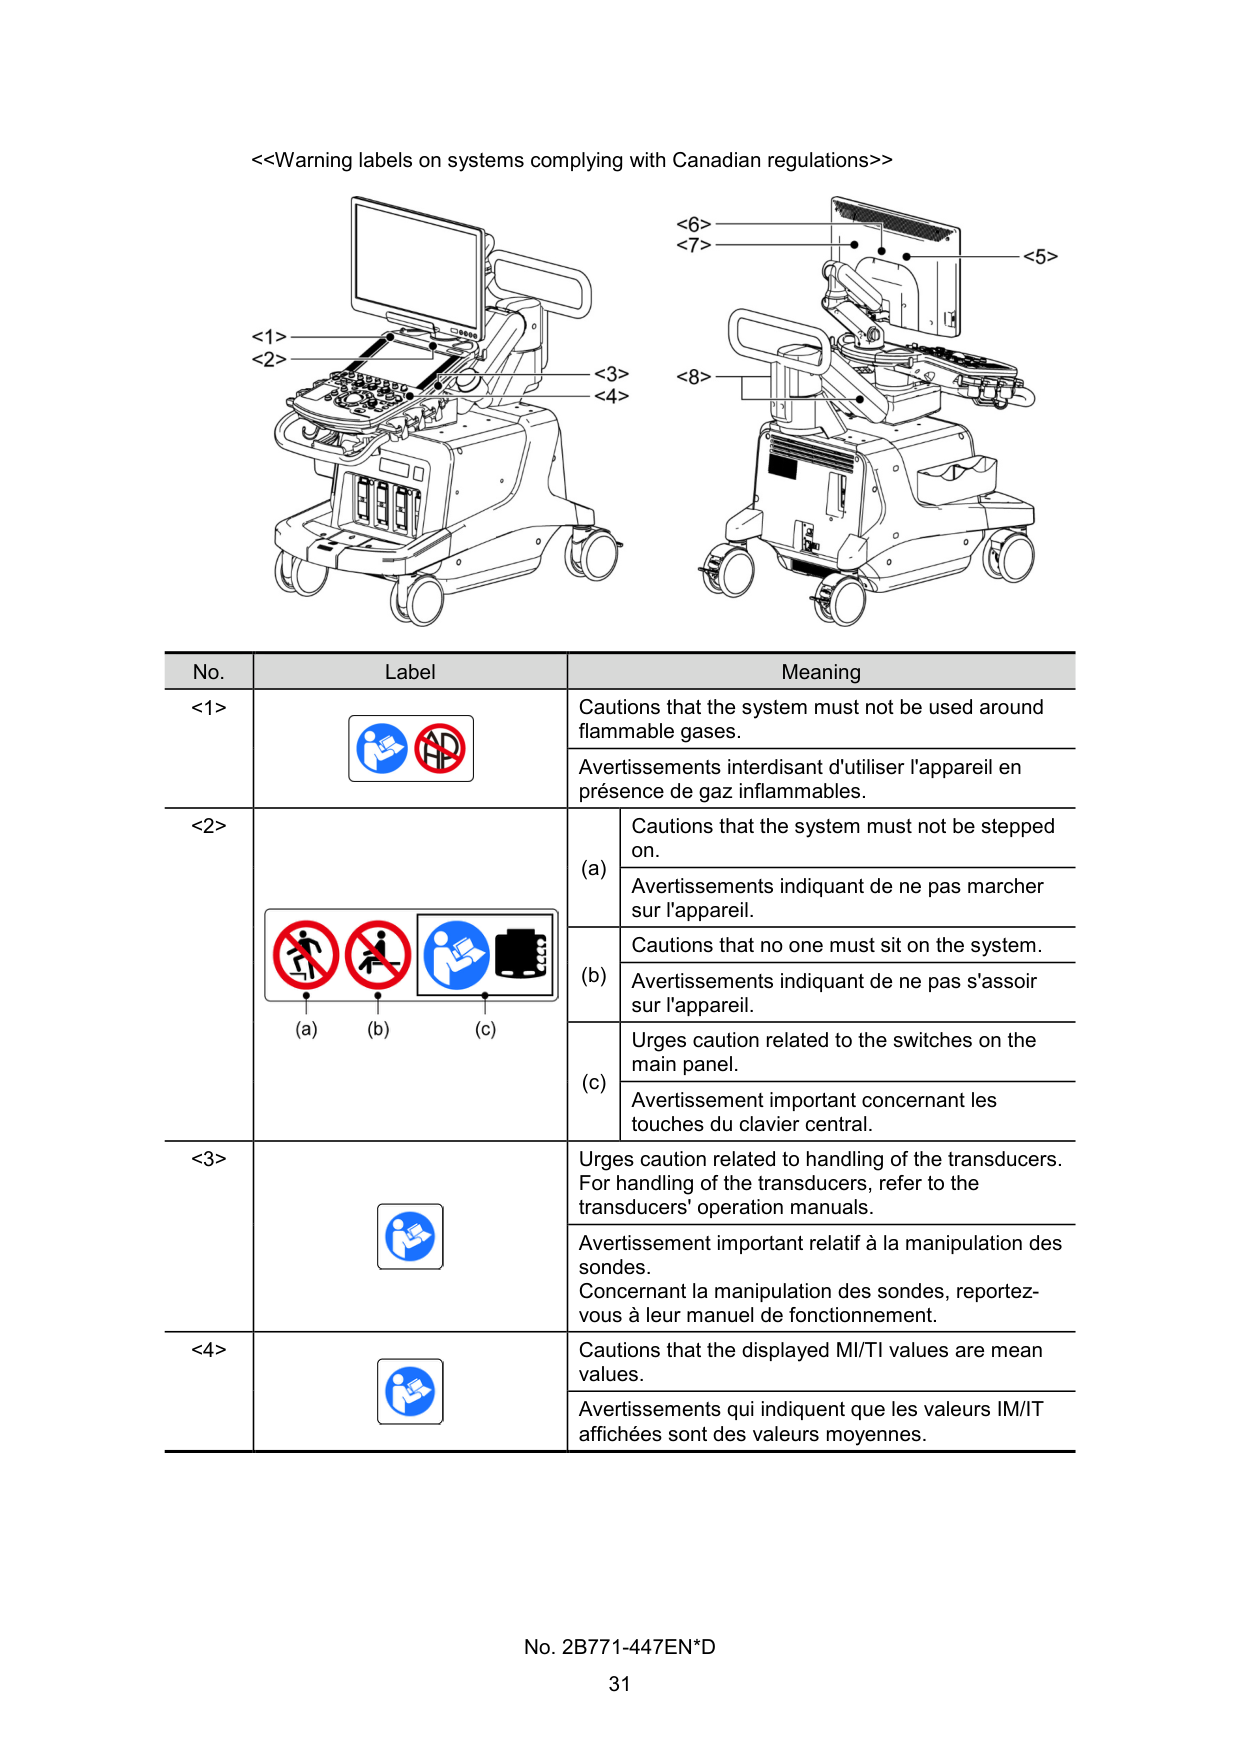 <<Warning labels on systems complying with Canadian regulations>>
<6>
<7>
<5>
<1>
<2>
<3>
<4>
<8>
No. Label Meaning
<1>
Cautions that the system must not be used around
flammable gases.
Avertissements interdisant d'utiliser l'appareil en
présence de gaz inflammables.
<2>
(a) (b) (c)
(a)
Cautions that the system must not be stepped
on.
Avertissements indiquant de ne pas marcher
sur l'appareil.
(b)
Cautions that no one must sit on the system.
Avertissements indiquant de ne pas s'assoir
sur l'appareil.
(c)
Urges caution related to the switches on the
main panel.
Avertissement important concernant les
touches du clavier central.
<3>
Urges caution related to handling of the transducers.
For handling of the transducers, refer to the
transducers' operation manuals.
Avertissement important relatif à la manipulation des
sondes.
Concernant la manipulation des sondes, reportez-
vous à leur manuel de fonctionnement.
<4>
Cautions that the displayed MI/TI values are mean
values.
Avertissements qui indiquent que les valeurs IM/IT
affichées sont des valeurs moyennes.
No. 2B771-447EN*D
31